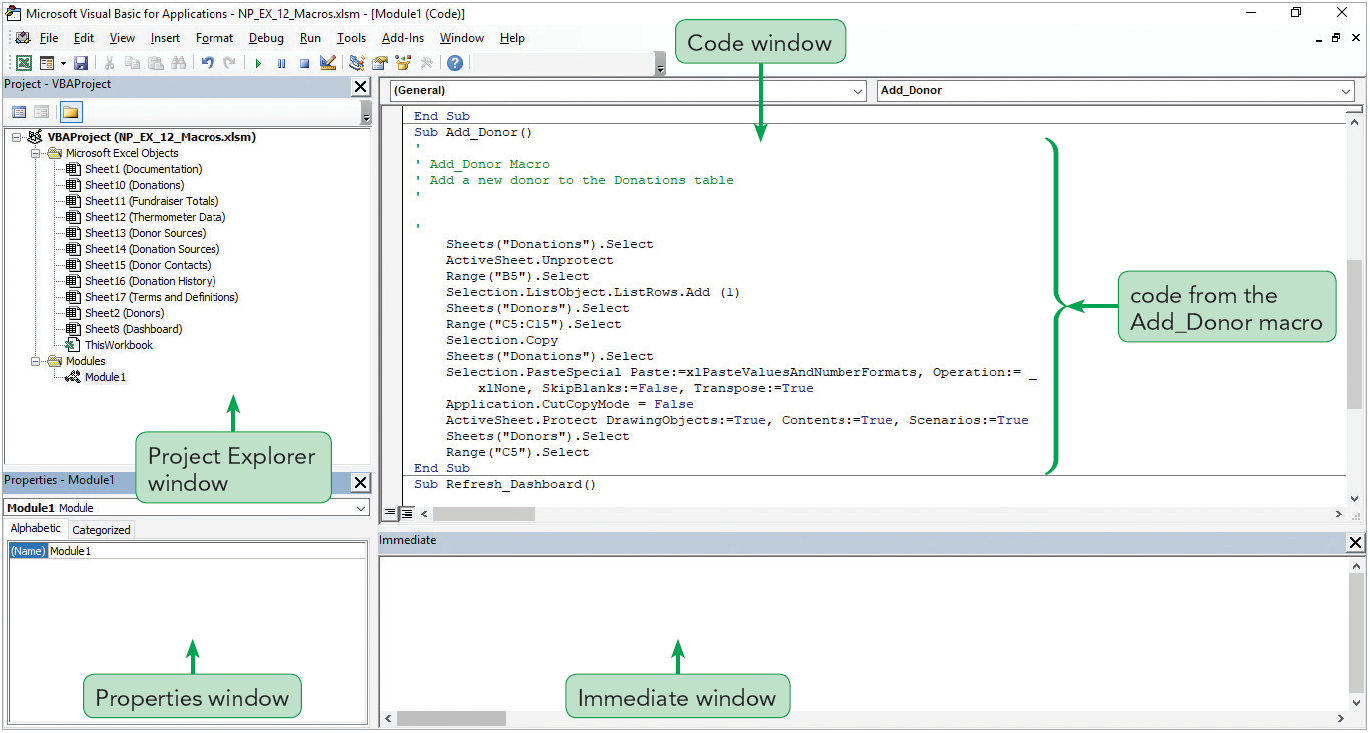 Microsoft Visual Basic for Applications - NP_EX_12_Macros.xlsm - [Module1 (Code)]
File Edit View Insert Format Debug Run Tools Add-Ins Window Help
Code window
Project - VBAProject
VBAProject (NP_EX_12_Macros.xlsm)
Microsoft Excel Objects
Sheet1 (Documentation)
Sheet10 (Donations)
Sheet11 (Fundraiser Totals)
Sheet12 (Thermometer Data)
Sheet13 (Donor Sources)
Sheet14 (Donation Sources)
Sheet15 (Donor Contacts)
Sheet16 (Donation History)
Sheet17 (Terms and Definitions)
Sheet2 (Donors)
Sheet8 (Dashboard)
ThisWorkbook
Modules
Module1
Project Explorer
window
Properties - Module1
Module1 Module
Alphabetic Categorized
(Name) Module1
Properties window
(General) Add_Donor
End Sub
Sub Add_Donor()
'
' Add_Donor Macro
' Add a new donor to the Donations table
'
'
Sheets("Donations").Select
ActiveSheet.Unprotect
Range("B5").Select
Selection.ListObject.ListRows.Add (1)
Sheets("Donors").Select
Range("C5:C15").Select
Selection.Copy
Sheets("Donations").Select
Selection.PasteSpecial Paste:=xlPasteValuesAndNumberFormats, Operation:= _
xlNone, SkipBlanks:=False, Transpose:=True
Application.CutCopyMode = False
ActiveSheet.Protect DrawingObjects:=True, Contents:=True, Scenarios:=True
Sheets("Donors").Select
Range("C5").Select
End Sub
Sub Refresh_Dashboard()
code from the
Add_Donor macro
Immediate
Immediate window